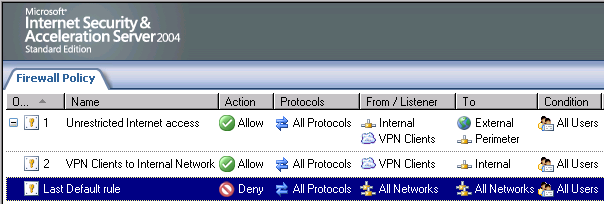 Microsoft®
Internet Security &
Acceleration Server 2004
Standard Edition
Firewall Policy
O... Name Action Protocols From / Listener To Condition
1 Unrestricted Internet access Allow All Protocols Internal External All Users
VPN Clients Perimeter
2 VPN Clients to Internal Network Allow All Protocols VPN Clients Internal All Users
Last Default rule Deny All Protocols All Networks All Networks All Users